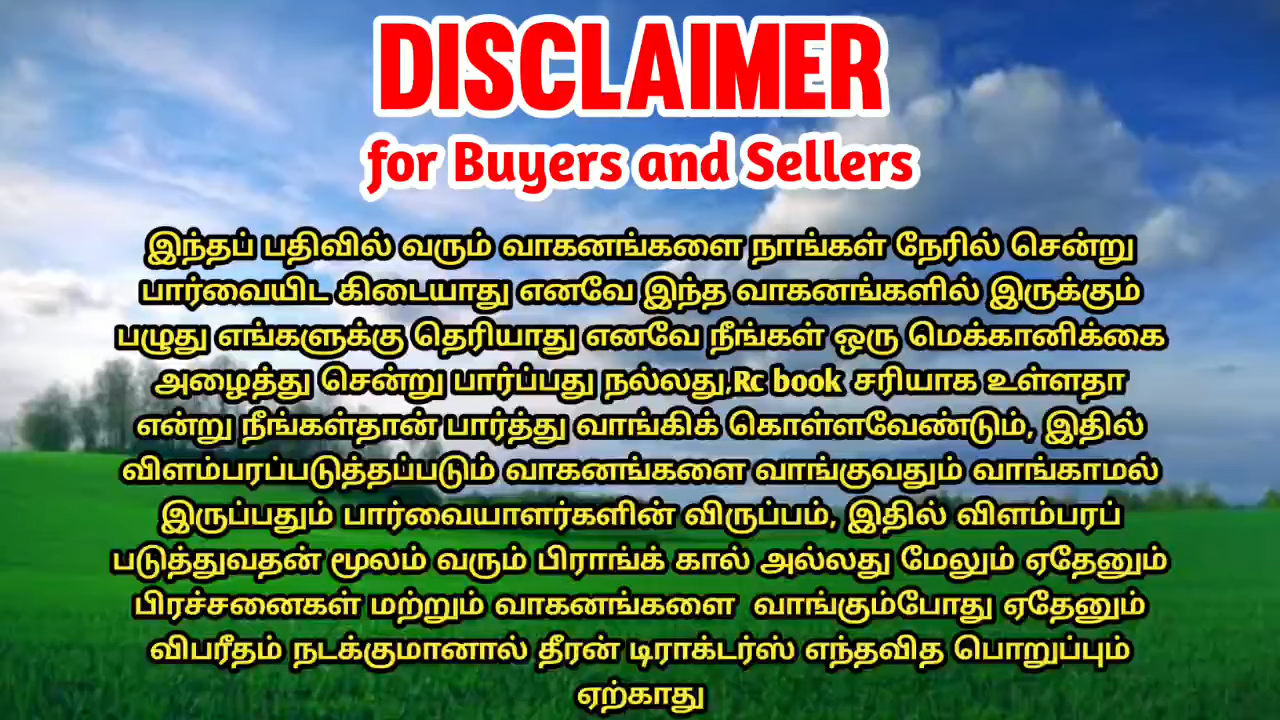 DISCLAIMER
for Buyers and Sellers
இந்தப் பதிவில் வரும் வாகனங்களை நாங்கள் நேரில் சென்று
பார்வையிட கிடையாது எனவே இந்த வாகனங்களில் இருக்கும்
பழுது எங்களுக்கு தெரியாது எனவே நீங்கள் ஒரு மெக்கானிக்கை
அழைத்து சென்று பார்ப்பது நல்லது,Rc book சரியாக உள்ளதா
என்று நீங்கள்தான் பார்த்து வாங்கிக் கொள்ளவேண்டும், இதில்
விளம்பரப்படுத்தப்படும் வாகனங்களை வாங்குவதும் வாங்காமல்
இருப்பதும் பார்வையாளர்களின் விருப்பம், இதில் விளம்பரப்
படுத்துவதன் மூலம் வரும் பிராங்க் கால் அல்லது மேலும் ஏதேனும்
பிரச்சனைகள் மற்றும் வாகனங்களை வாங்கும்போது ஏதேனும்
விபரீதம் நடக்குமானால் தீரன் டிராக்டர்ஸ் எந்தவித பொறுப்பும்
ஏற்காது